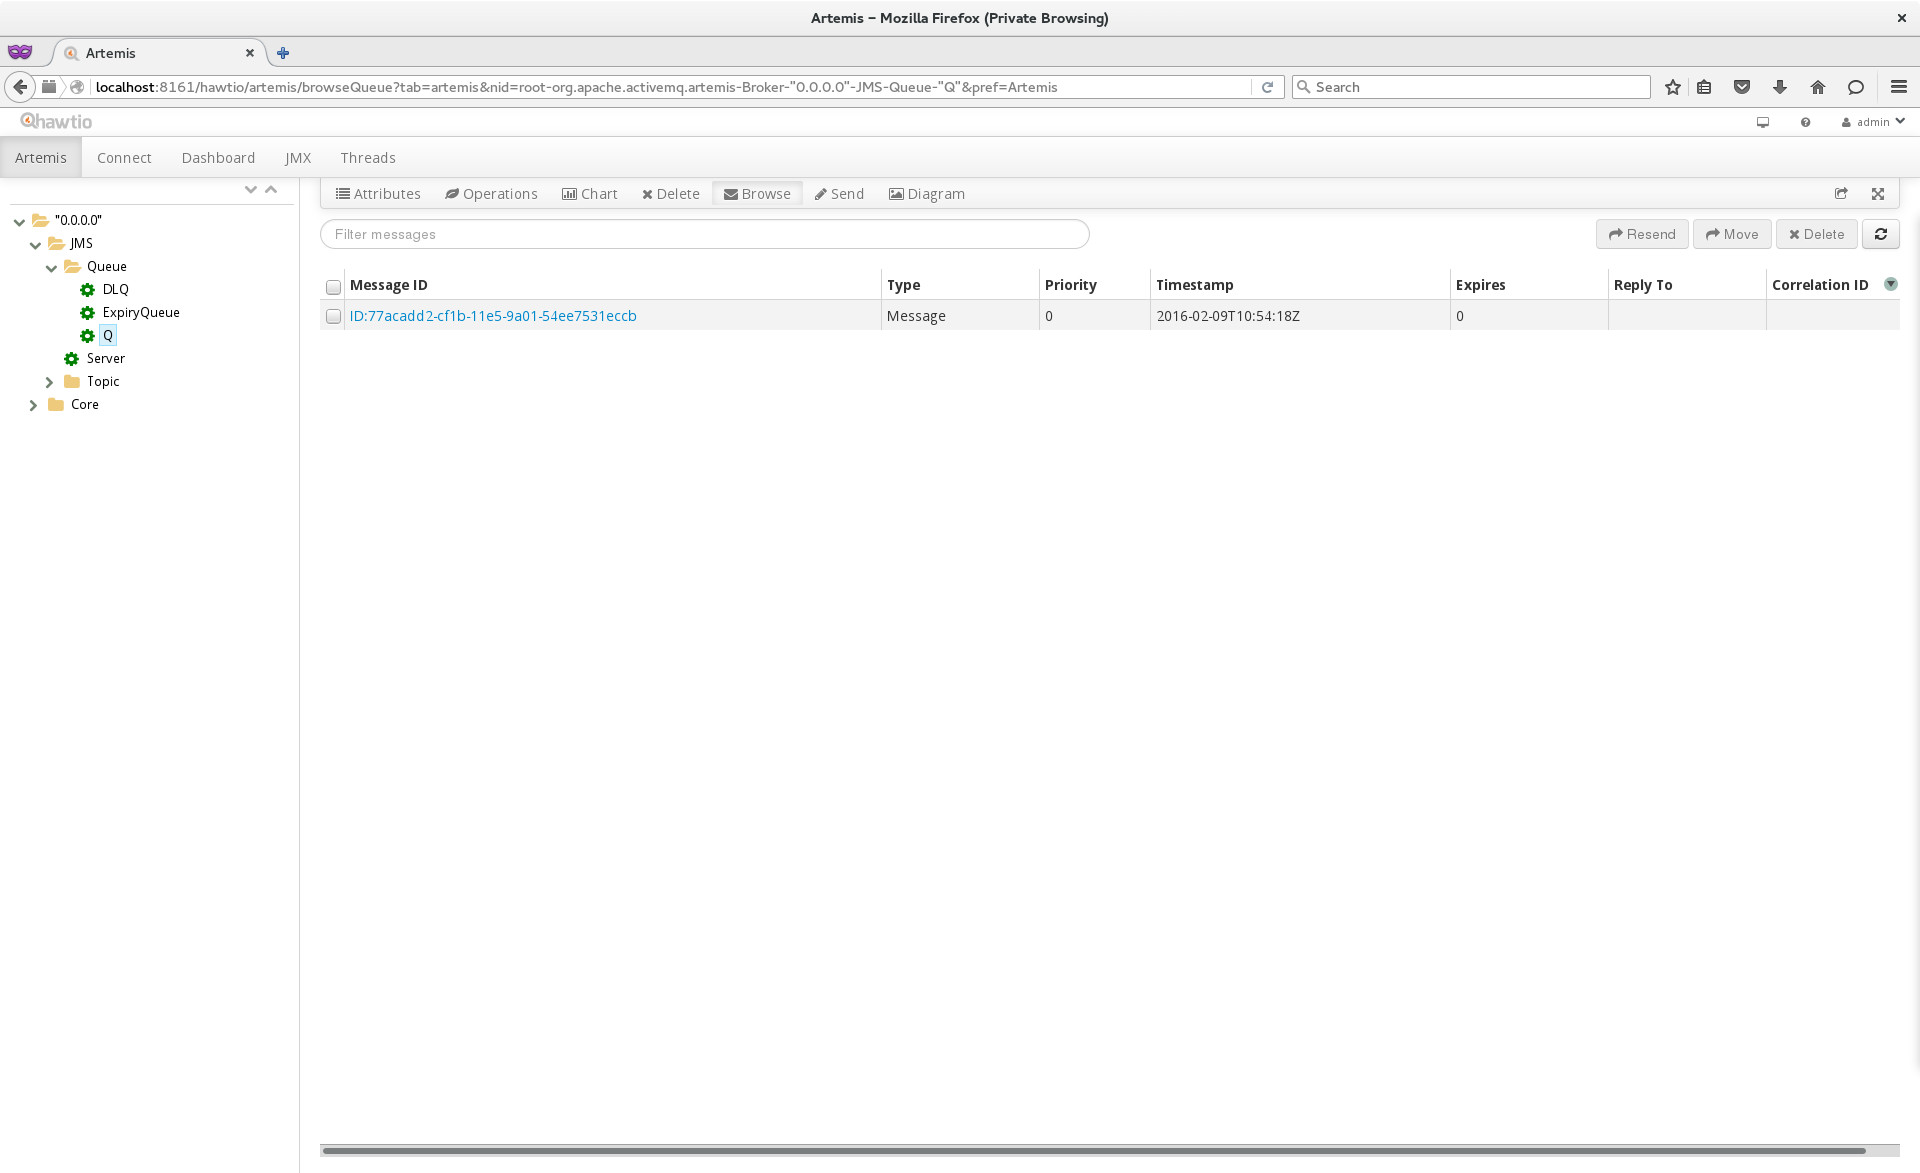 Artemis – Mozilla Firefox (Private Browsing)
Artemis
localhost:8161/hawtio/artemis/browseQueue?tab=artemis&nid=root-org.apache.activemq.artemis-Broker-"0.0.0.0"-JMS-Queue-"Q"&pref=Artemis
Search
hawtio
admin
Artemis Connect Dashboard JMX Threads
Attributes Operations Chart Delete Browse Send Diagram
"0.0.0.0"
JMS
Queue
DLQ
ExpiryQueue
Q
Server
Topic
Core
Filter messages
Resend Move Delete
Message ID Type Priority Timestamp Expires Reply To Correlation ID
ID:77acadd2-cf1b-11e5-9a01-54ee7531eccb Message 0 2016-02-09T10:54:18Z 0